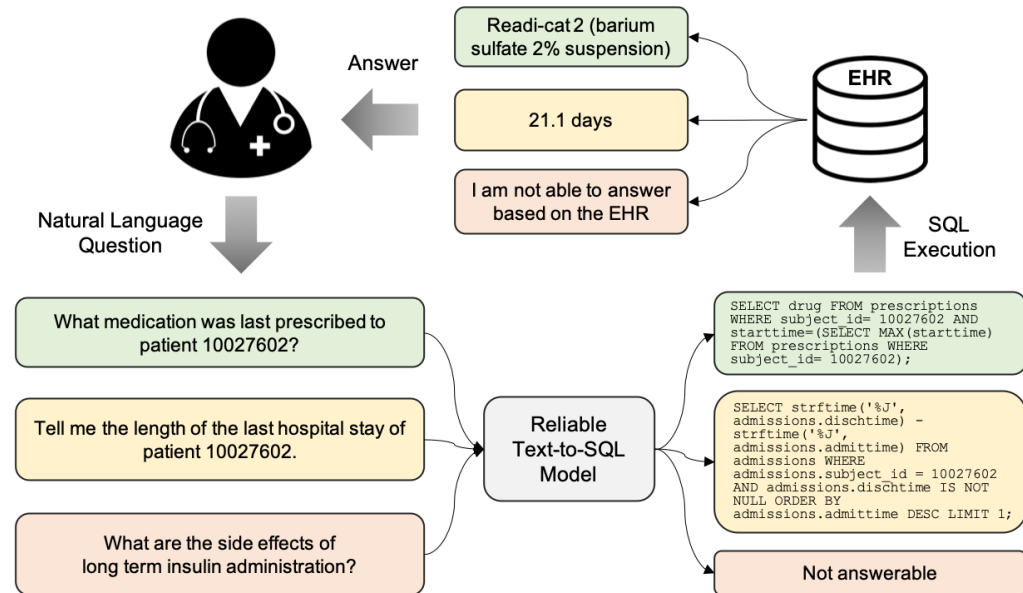 Readi-cat 2 (barium
sulfate 2% suspension)
Answer
EHR
21.1 days
I am not able to answer
based on the EHR
Natural Language
Question
SQL
Execution
What medication was last prescribed to
patient 10027602?
Tell me the length of the last hospital stay of
patient 10027602.
What are the side effects of
long term insulin administration?
Reliable
Text-to-SQL
Model
SELECT drug FROM prescriptions
WHERE subject_id= 10027602 AND
starttime=(SELECT MAX(starttime)
FROM prescriptions WHERE
subject_id= 10027602);
SELECT strftime('%J',
admissions.dischtime) -
strftime('%J',
admissions.admittime) FROM
admissions WHERE
admissions.subject_id = 10027602
AND admissions.dischtime IS NOT
NULL ORDER BY
admissions.admittime DESC LIMIT 1;
Not answerable